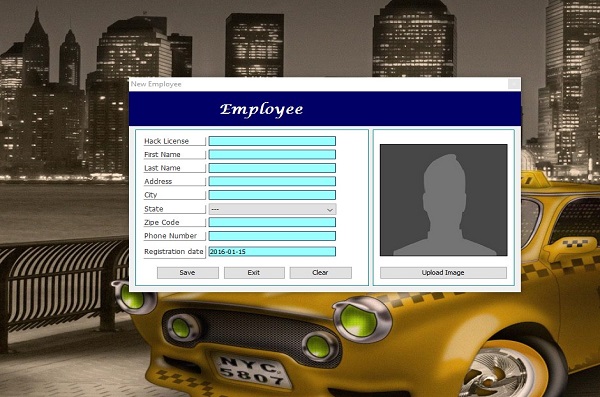 New Employee
Employee
Hack License
First Name
Last Name
Address
City
State ---
Zipe Code
Phone Number
Registration date 2016-01-15
Save Exit Clear
Upload Image
NYC
5807